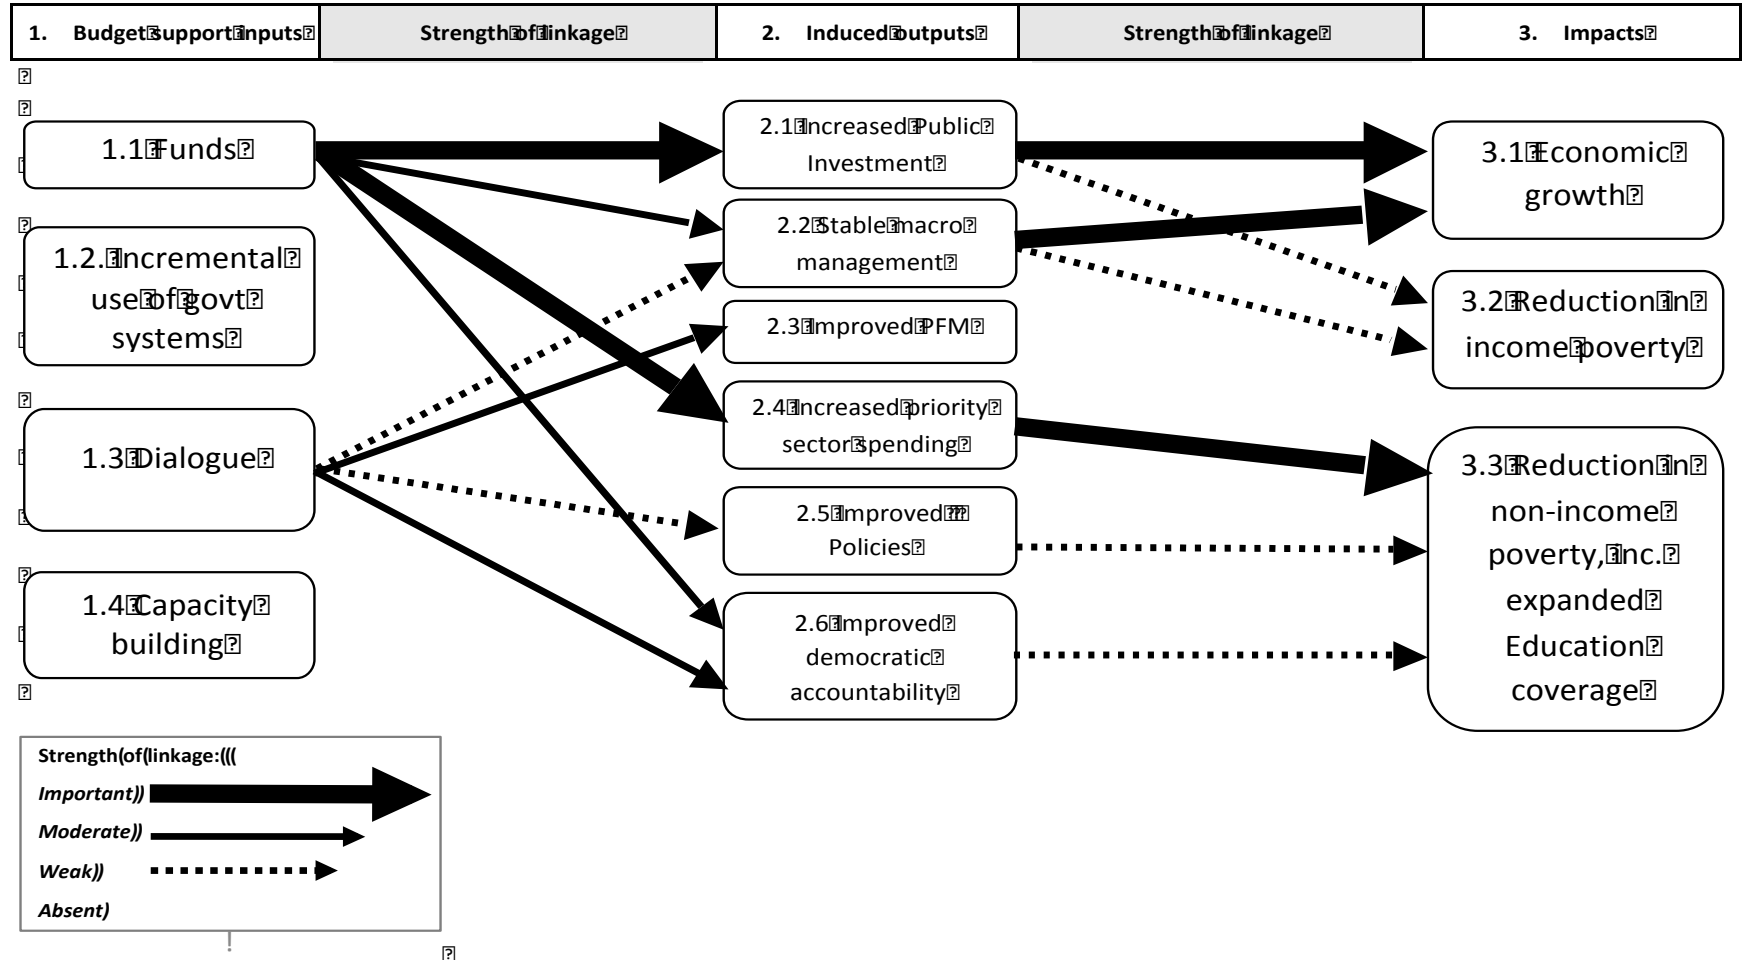 1. Budget support inputs
Strength of linkage
2. Induced outputs
Strength of linkage
3. Impacts
1.1 Funds
1.2. Incremental
use of govt
systems
1.3 Dialogue
1.4 Capacity
building
2.1 Increased Public
Investment
2.2 Stable macro
management
2.3 Improved PFM
2.4 Increased priority
sector spending
2.5 Improved
Policies
2.6 Improved
democratic
accountability
3.1 Economic
growth
3.2 Reduction in
income poverty
3.3 Reduction in
non-income
poverty, inc.
expanded
Education
coverage
Strength(of(linkage:(((
Important))
Moderate))
Weak))
Absent)